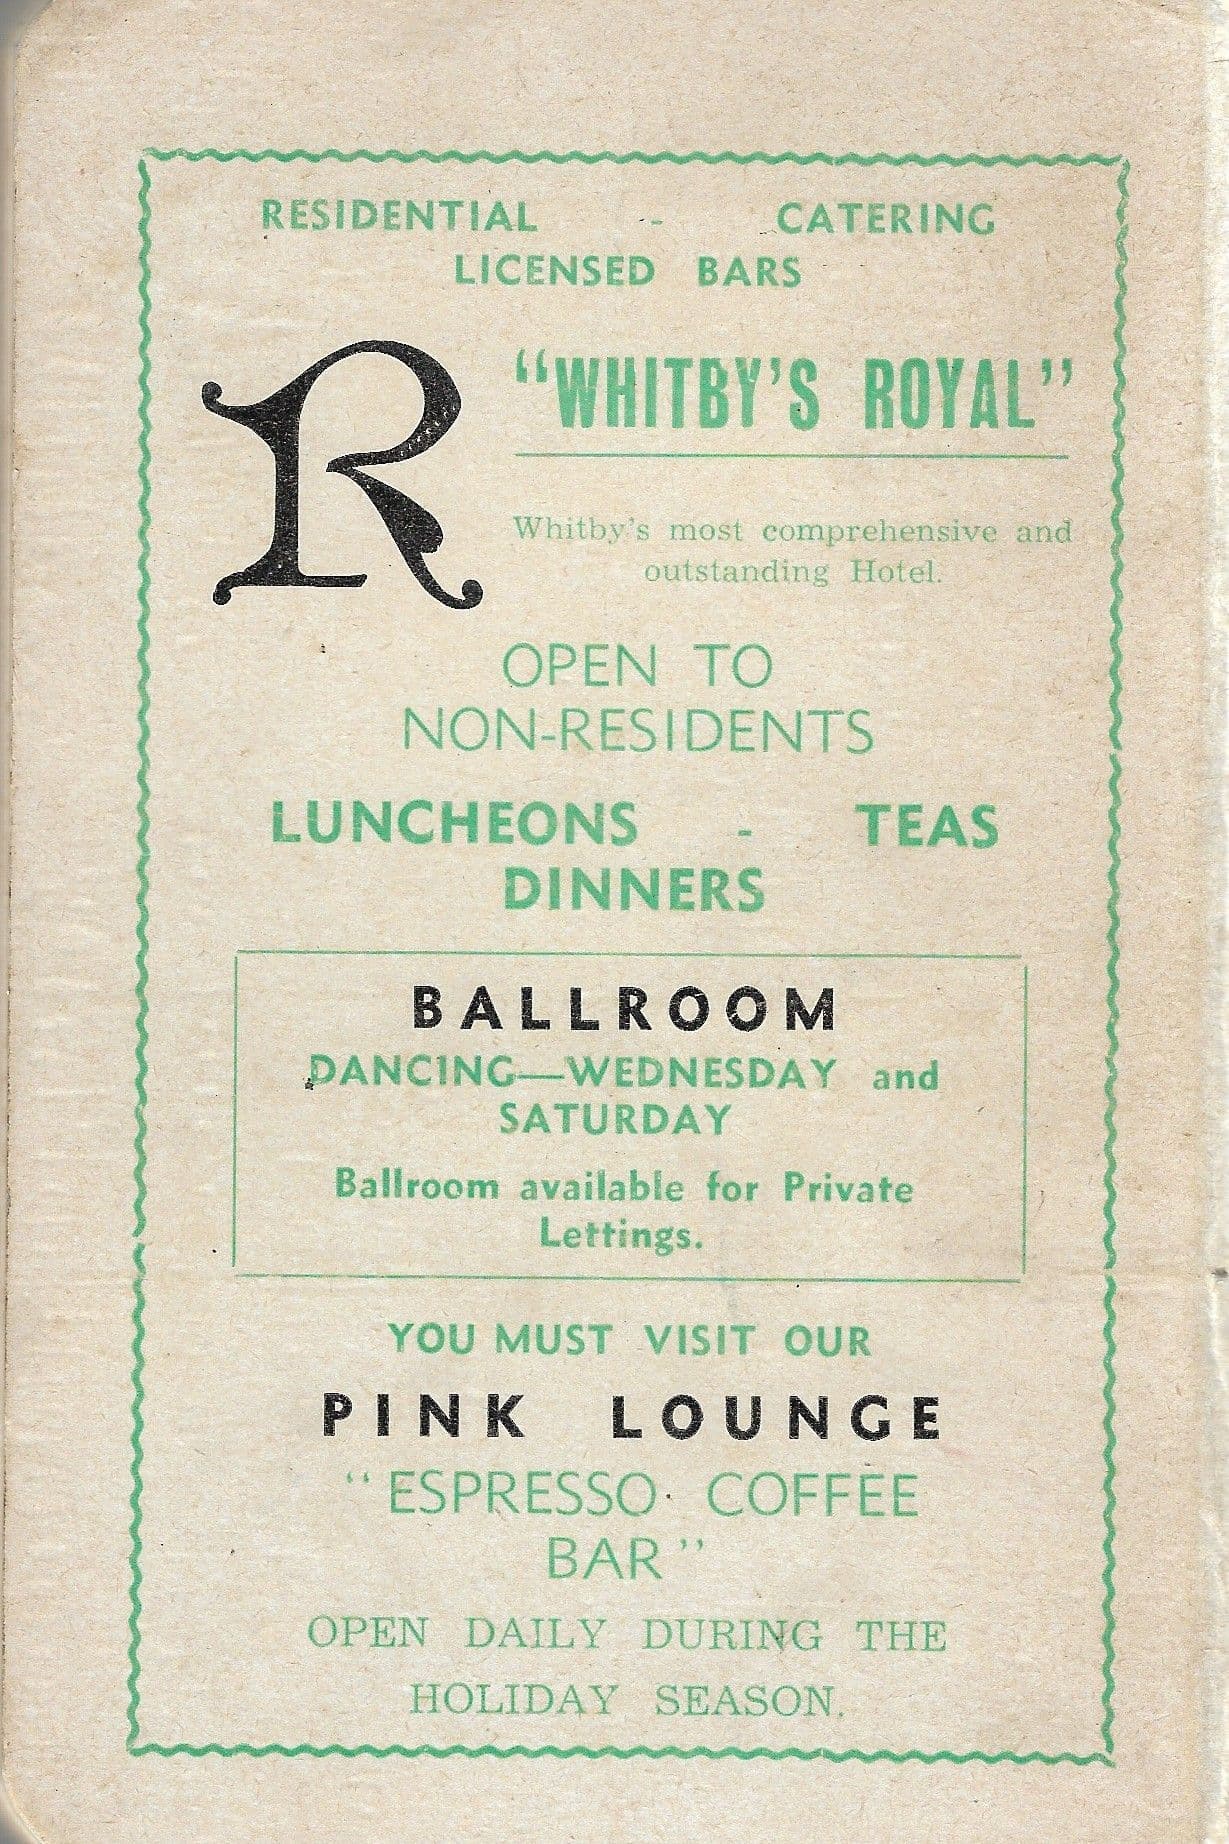 RESIDENTIAL - CATERING
LICENSED BARS
R
"WHITBY'S ROYAL"
Whitby's most comprehensive and
outstanding Hotel.
OPEN TO
NON-RESIDENTS
LUNCHEONS - TEAS
DINNERS
BALLROOM
DANCING—WEDNESDAY and
SATURDAY
Ballroom available for Private
Lettings.
YOU MUST VISIT OUR
PINK LOUNGE
"ESPRESSO COFFEE
BAR"
OPEN DAILY DURING THE
HOLIDAY SEASON.